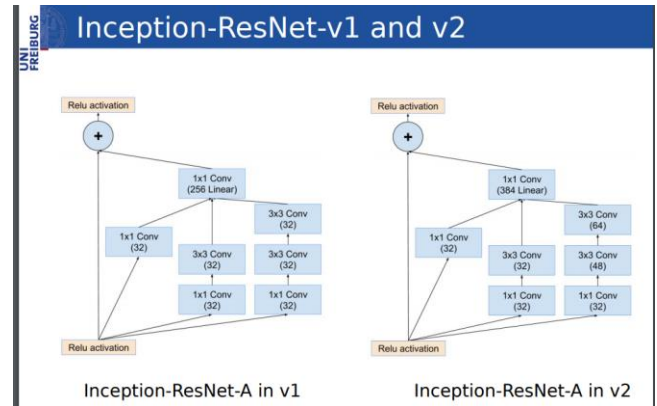 UNI
FREIBURG
Inception-ResNet-v1 and v2
Relu activation
+
1x1 Conv
(256 Linear)
3x3 Conv
(32)
1x1 Conv
(32)
3x3 Conv
(32)
3x3 Conv
(32)
1x1 Conv
(32)
1x1 Conv
(32)
Relu activation
Inception-ResNet-A in v1
Relu activation
+
1x1 Conv
(384 Linear)
3x3 Conv
(64)
1x1 Conv
(32)
3x3 Conv
(32)
3x3 Conv
(48)
1x1 Conv
(32)
1x1 Conv
(32)
Relu activation
Inception-ResNet-A in v2